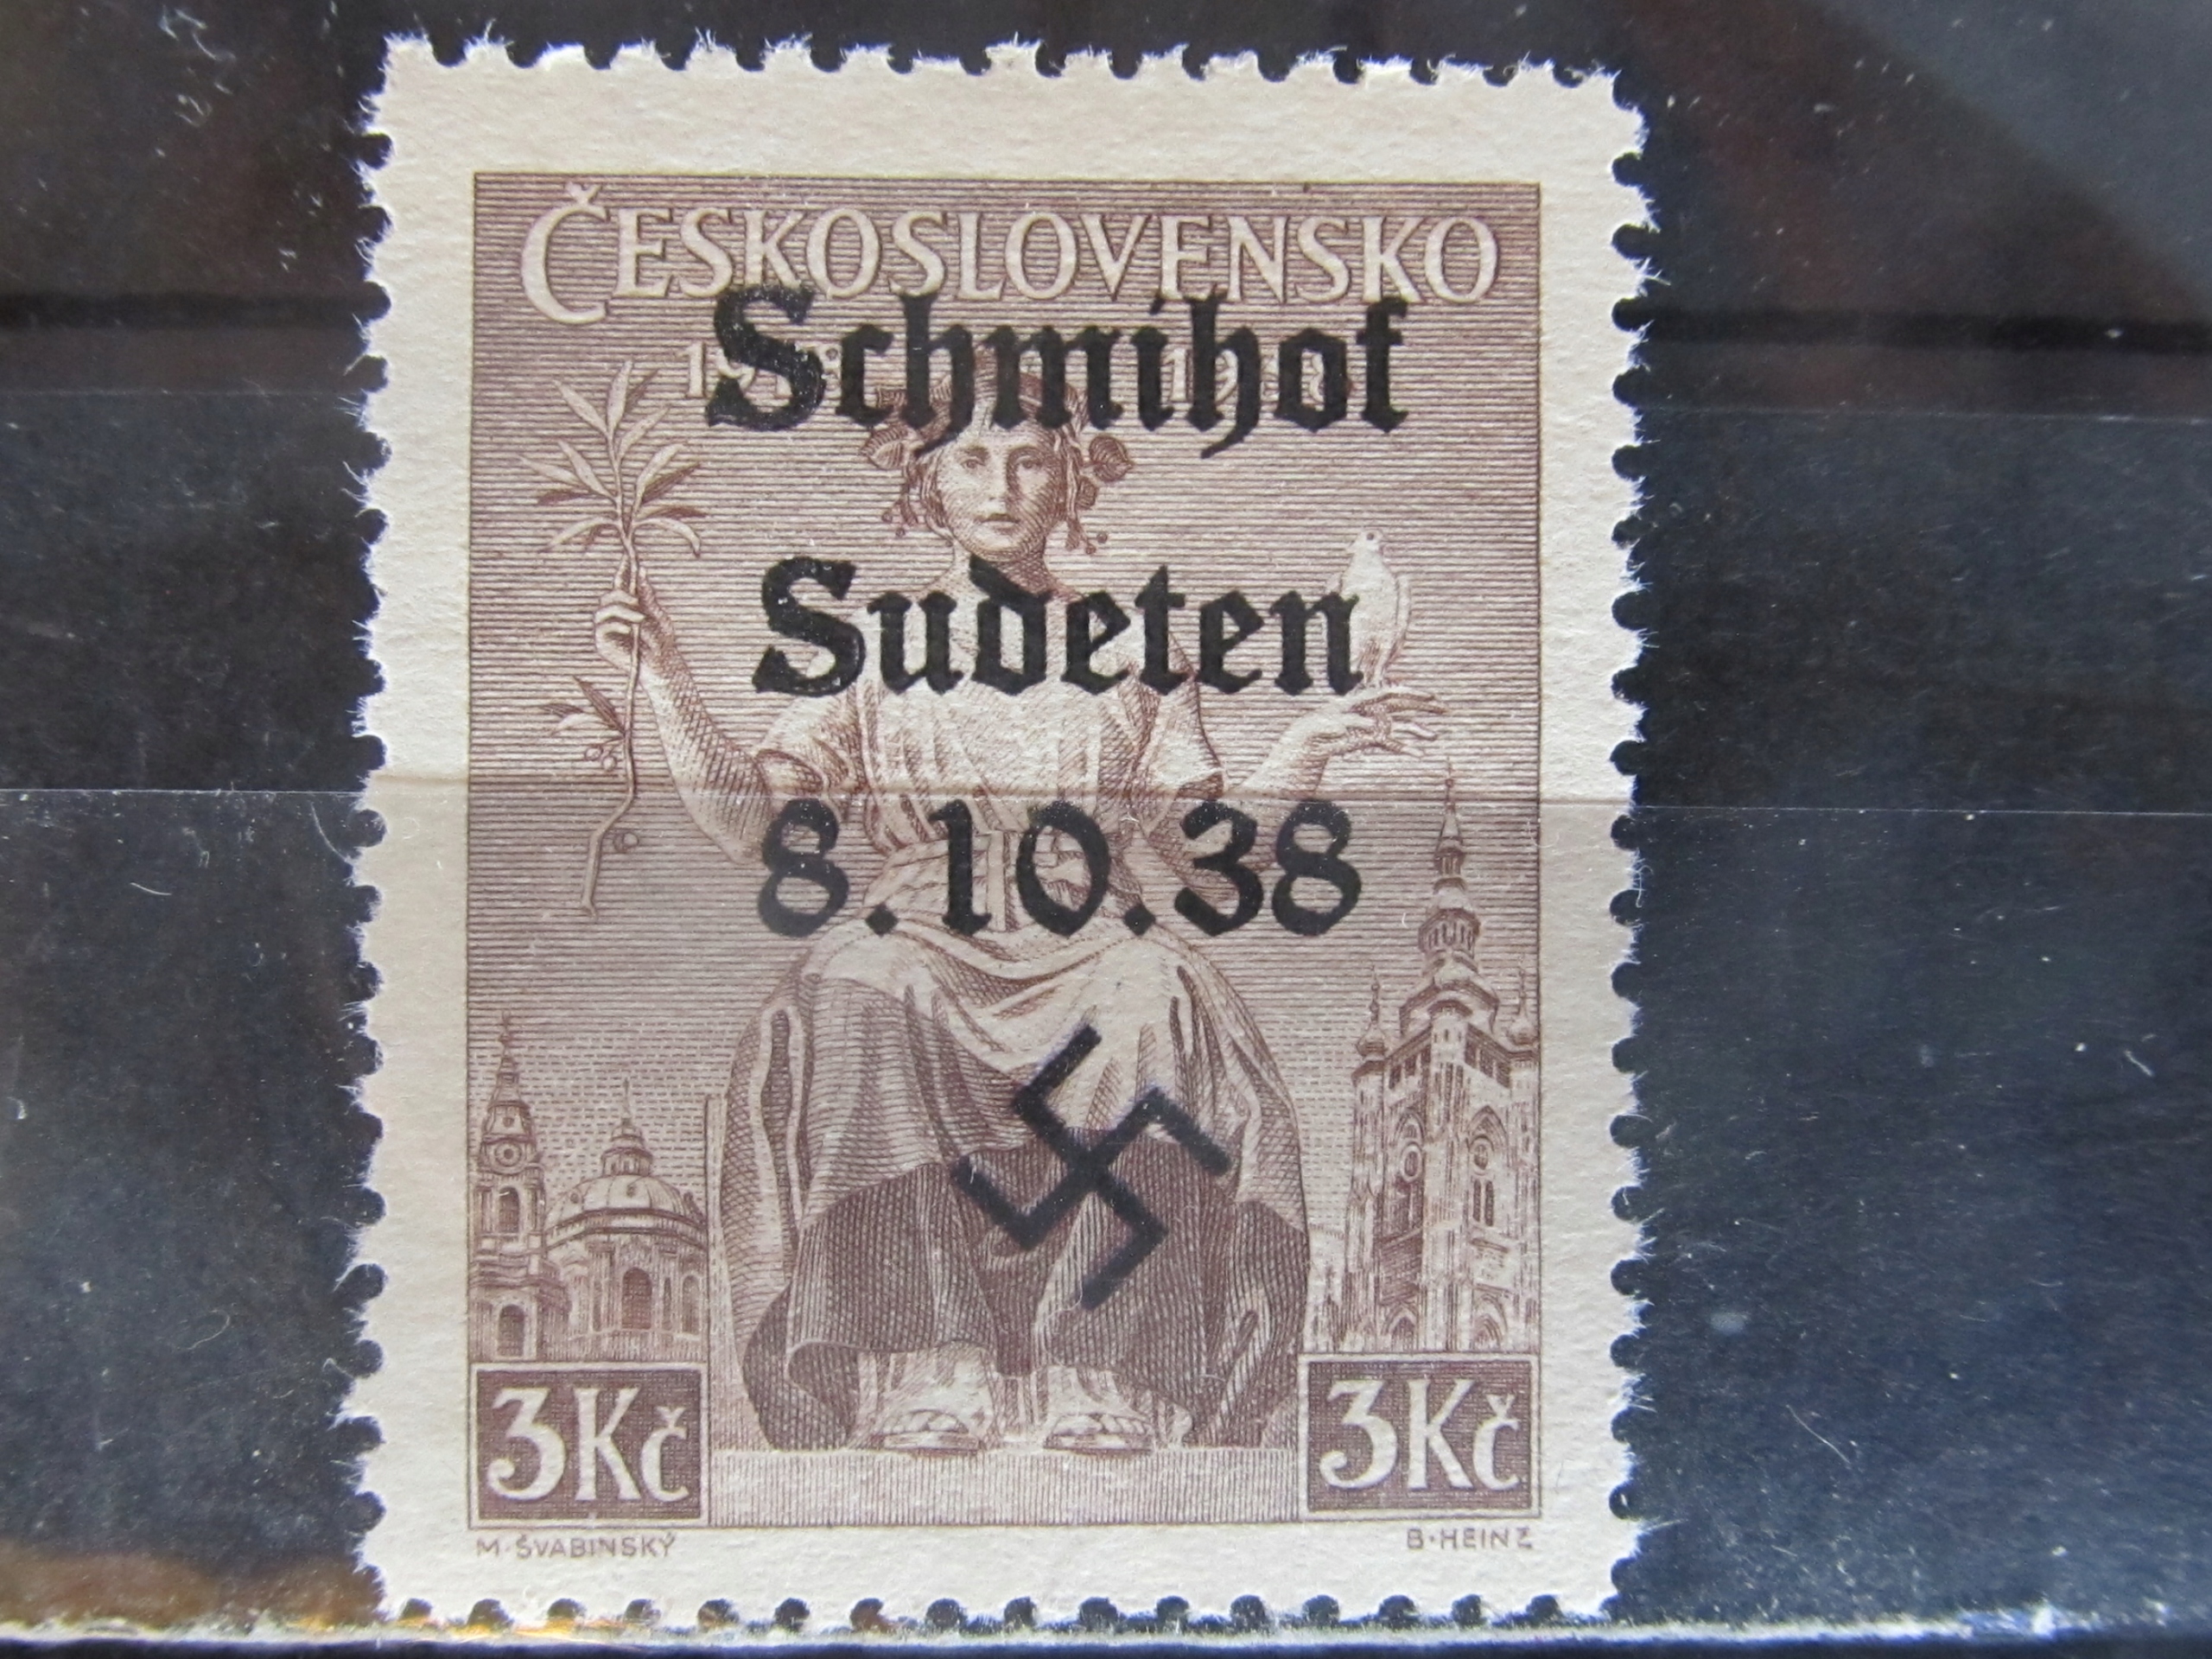 ČESKOSLOVENSKO
Schmihof
Sudeten
8.10.38
3Kč 3Kč
M·ŠVABINSKÝ B·HEINZ